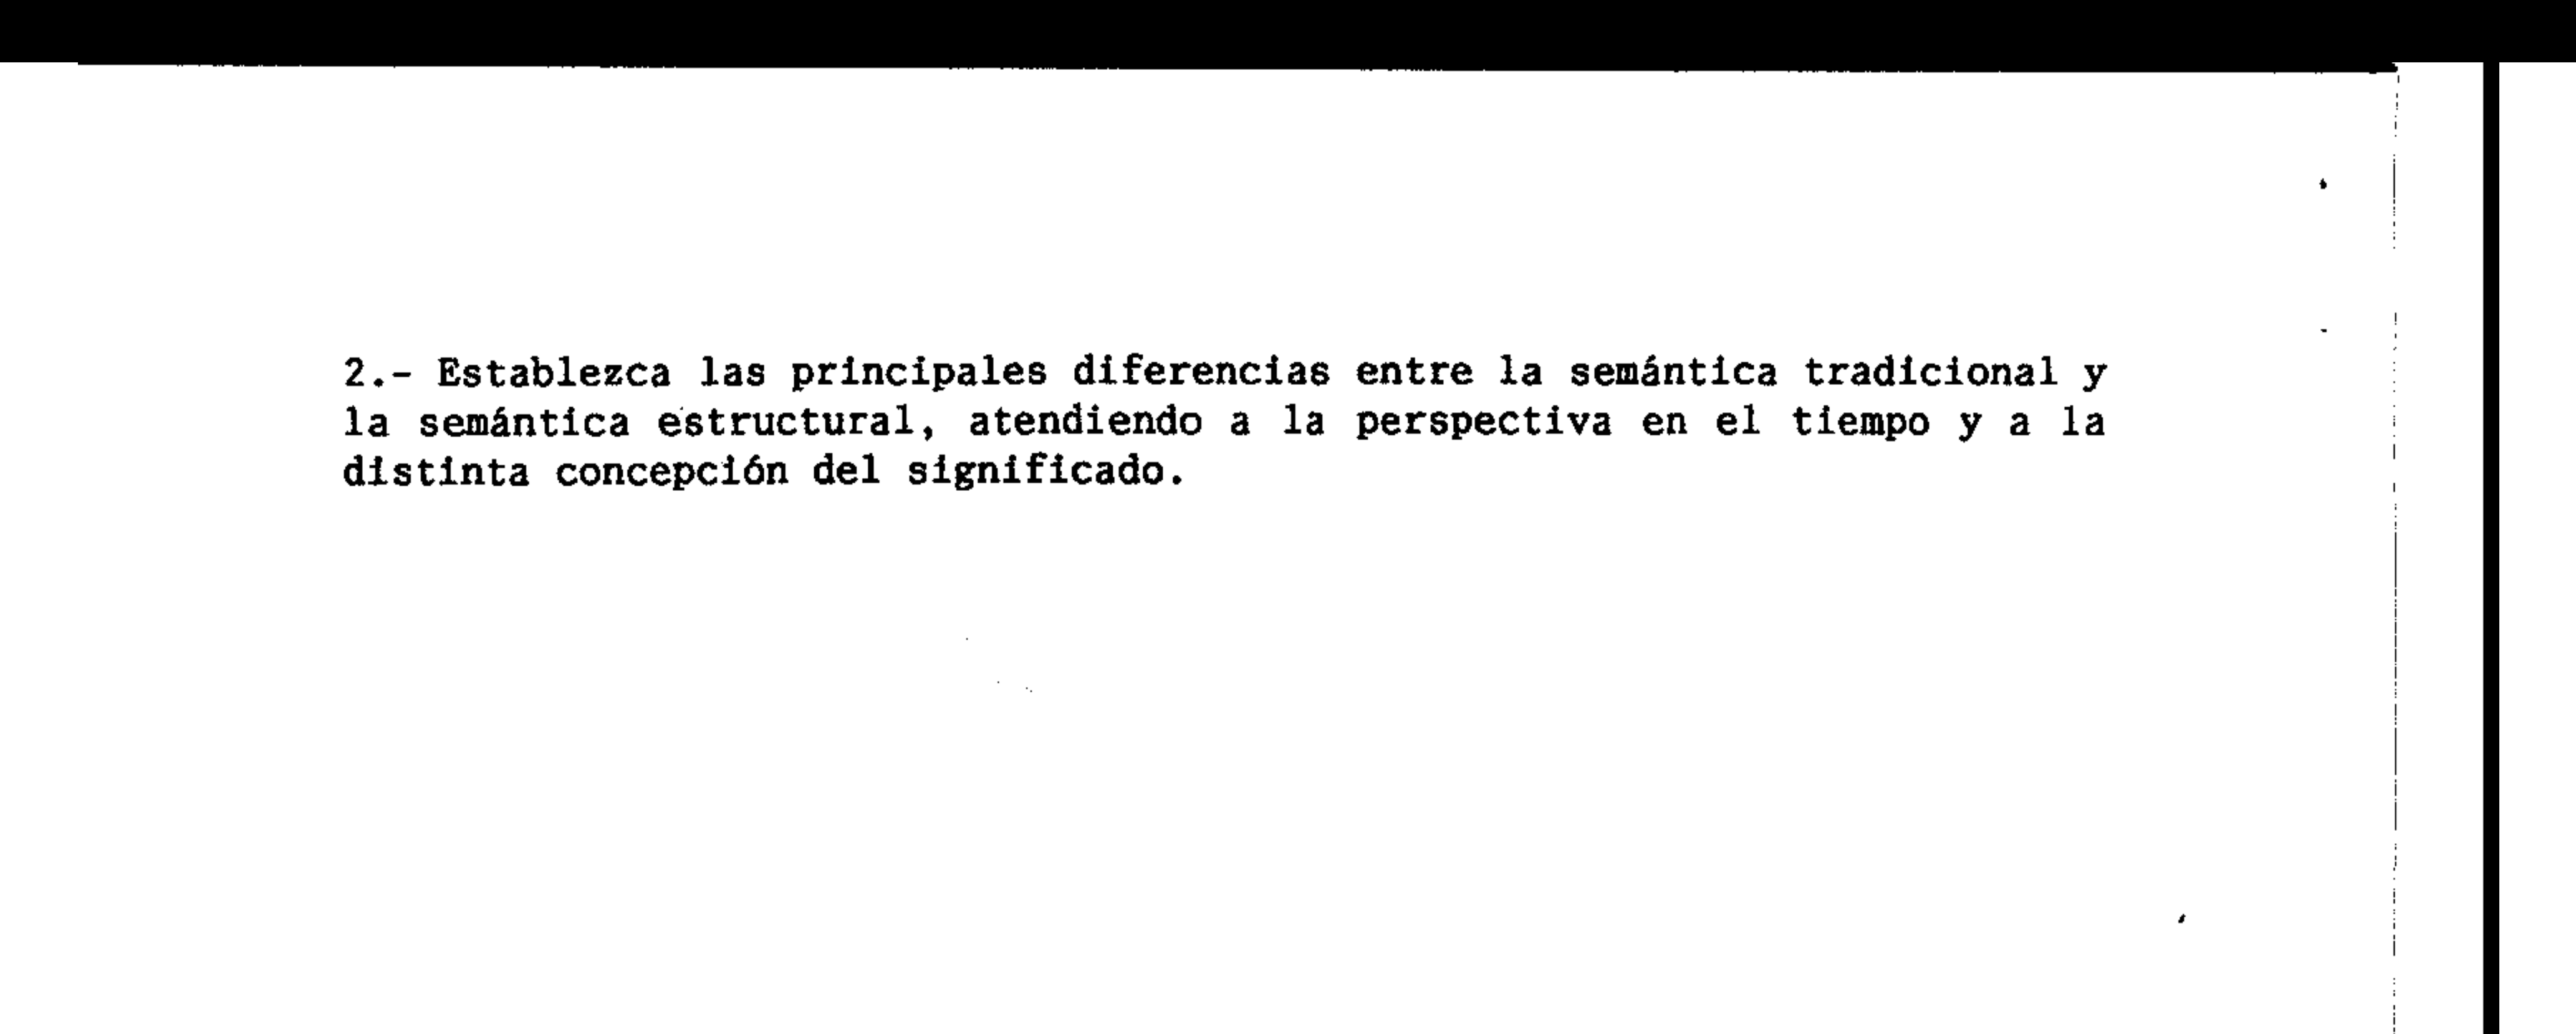 2.- Establezca las principales diferencias entre la semántica tradicional y
la semántica estructural, atendiendo a la perspectiva en el tiempo y a la
distinta concepción del significado.